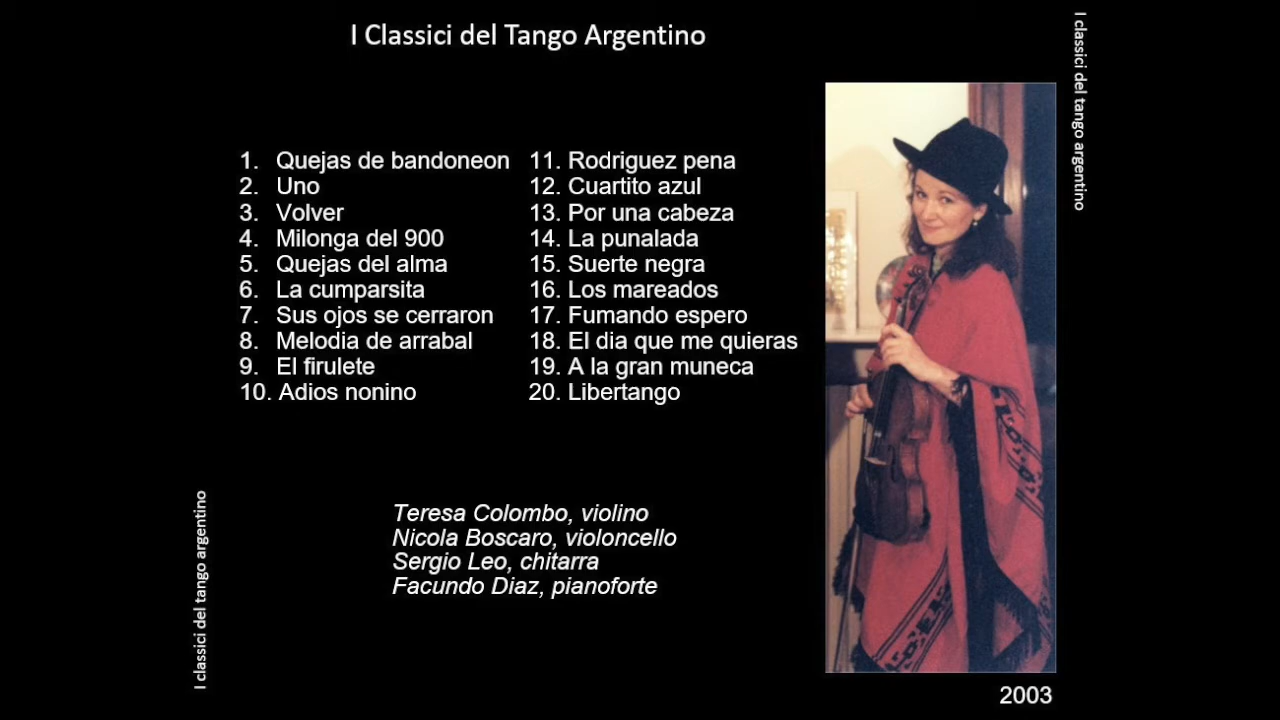 I Classici del Tango Argentino
I classici del tango argentino
1. Quejas de bandoneon
2. Uno
3. Volver
4. Milonga del 900
5. Quejas del alma
6. La cumparsita
7. Sus ojos se cerraron
8. Melodia de arrabal
9. El firulete
10. Adios nonino
11. Rodriguez pena
12. Cuartito azul
13. Por una cabeza
14. La punalada
15. Suerte negra
16. Los mareados
17. Fumando espero
18. El dia que me quieras
19. A la gran muneca
20. Libertango
I classici del tango argentino
Teresa Colombo, violino
Nicola Boscaro, violoncello
Sergio Leo, chitarra
Facundo Diaz, pianoforte
2003